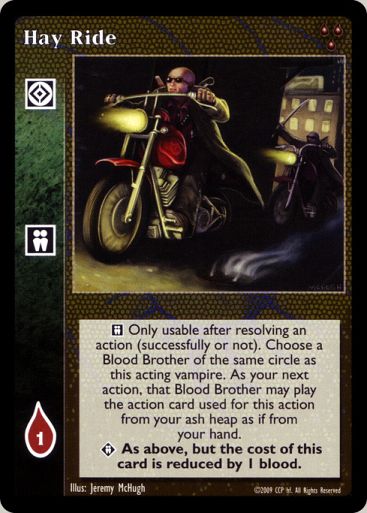 Hay Ride
Only usable after resolving an
action (successfully or not). Choose a
Blood Brother of the same circle as
this acting vampire. As your next
action, that Blood Brother may play
the action card used for this action
from your ash heap as if from
your hand.
As above, but the cost of this
card is reduced by 1 blood.
1
Illus: Jeremy McHugh
©2009 CCP hf. All Rights Reserved